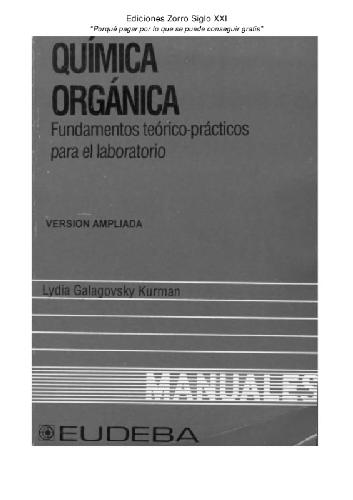 Ediciones Zorro Siglo XXI
"Porqué pagar por lo que se puede conseguir gratis"
QUÍMICA
ORGÁNICA
Fundamentos teórico-prácticos
para el laboratorio
VERSION AMPLIADA
Lydia Galagovsky Kurman
MANUALES
EUDEBA